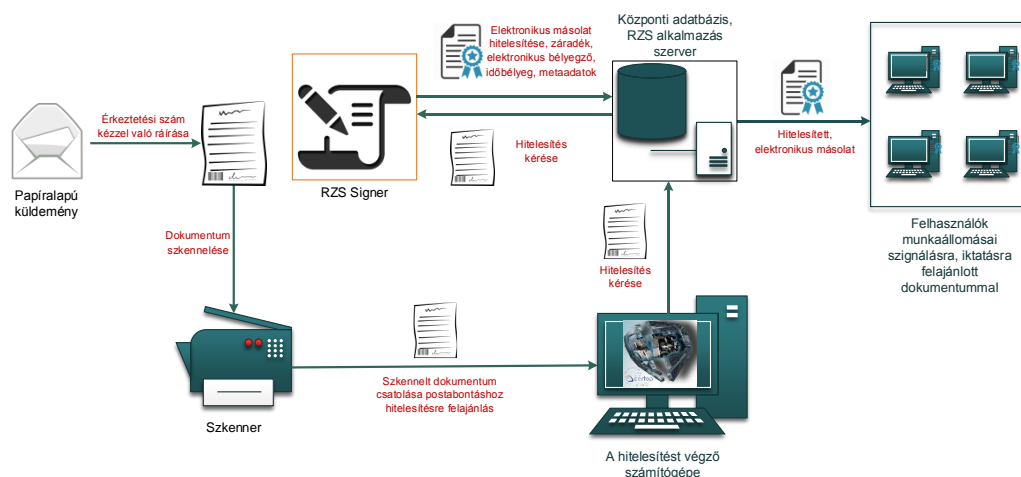 Elektronikus másolat
hitelesítése, záradék,
elektronikus bélyegző,
időbélyeg, metaadatok
Központi adatbázis,
RZS alkalmazás
szerver
Érkeztetési szám
kézzel való ráírása
Papíralapú
küldemény
RZS Signer
Hitelesítés
kérése
Hitelesített,
elektronikus másolat
Felhasználók
munkaállomásai
szignálásra, iktatásra
felajánlott
dokumentummal
Dokumentum
szkennelése
Hitelesítés
kérése
Szkenner
Szkennelt dokumentum
csatolása postabontáshoz
hitelesítésre felajánlás
A hitelesítést végző
számítógépe